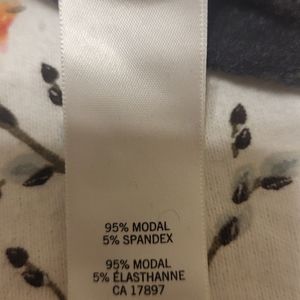 95% MODAL
5% SPANDEX
95% MODAL
5% ÉLASTHANNE
CA 17897